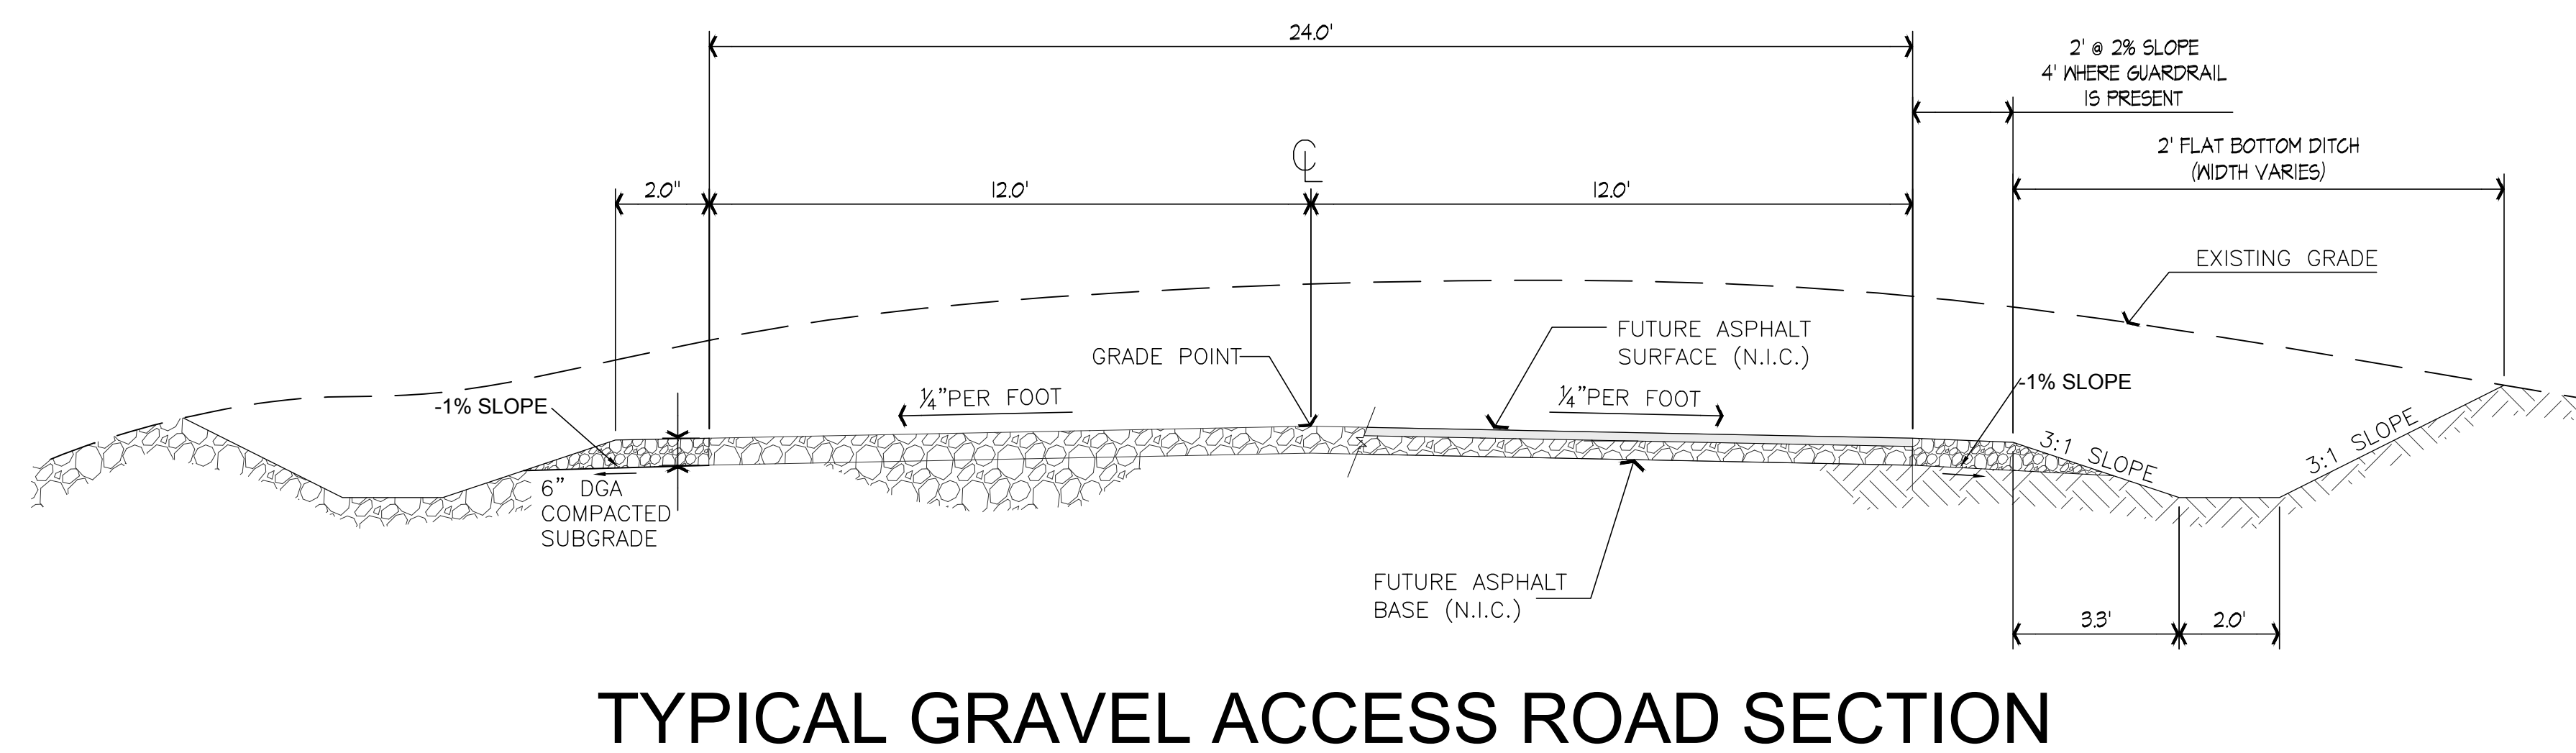 24.0'
2' @ 2% SLOPE
4' WHERE GUARDRAIL
IS PRESENT
2' FLAT BOTTOM DITCH
(WIDTH VARIES)
℄
2.0"
12.0'
12.0'
EXISTING GRADE
FUTURE ASPHALT
SURFACE (N.I.C.)
GRADE POINT
-1% SLOPE
¼”PER FOOT
¼”PER FOOT
-1% SLOPE
3:1 SLOPE
3:1 SLOPE
6” DGA
COMPACTED
SUBGRADE
FUTURE ASPHALT
BASE (N.I.C.)
3.3'
2.0'
TYPICAL GRAVEL ACCESS ROAD SECTION